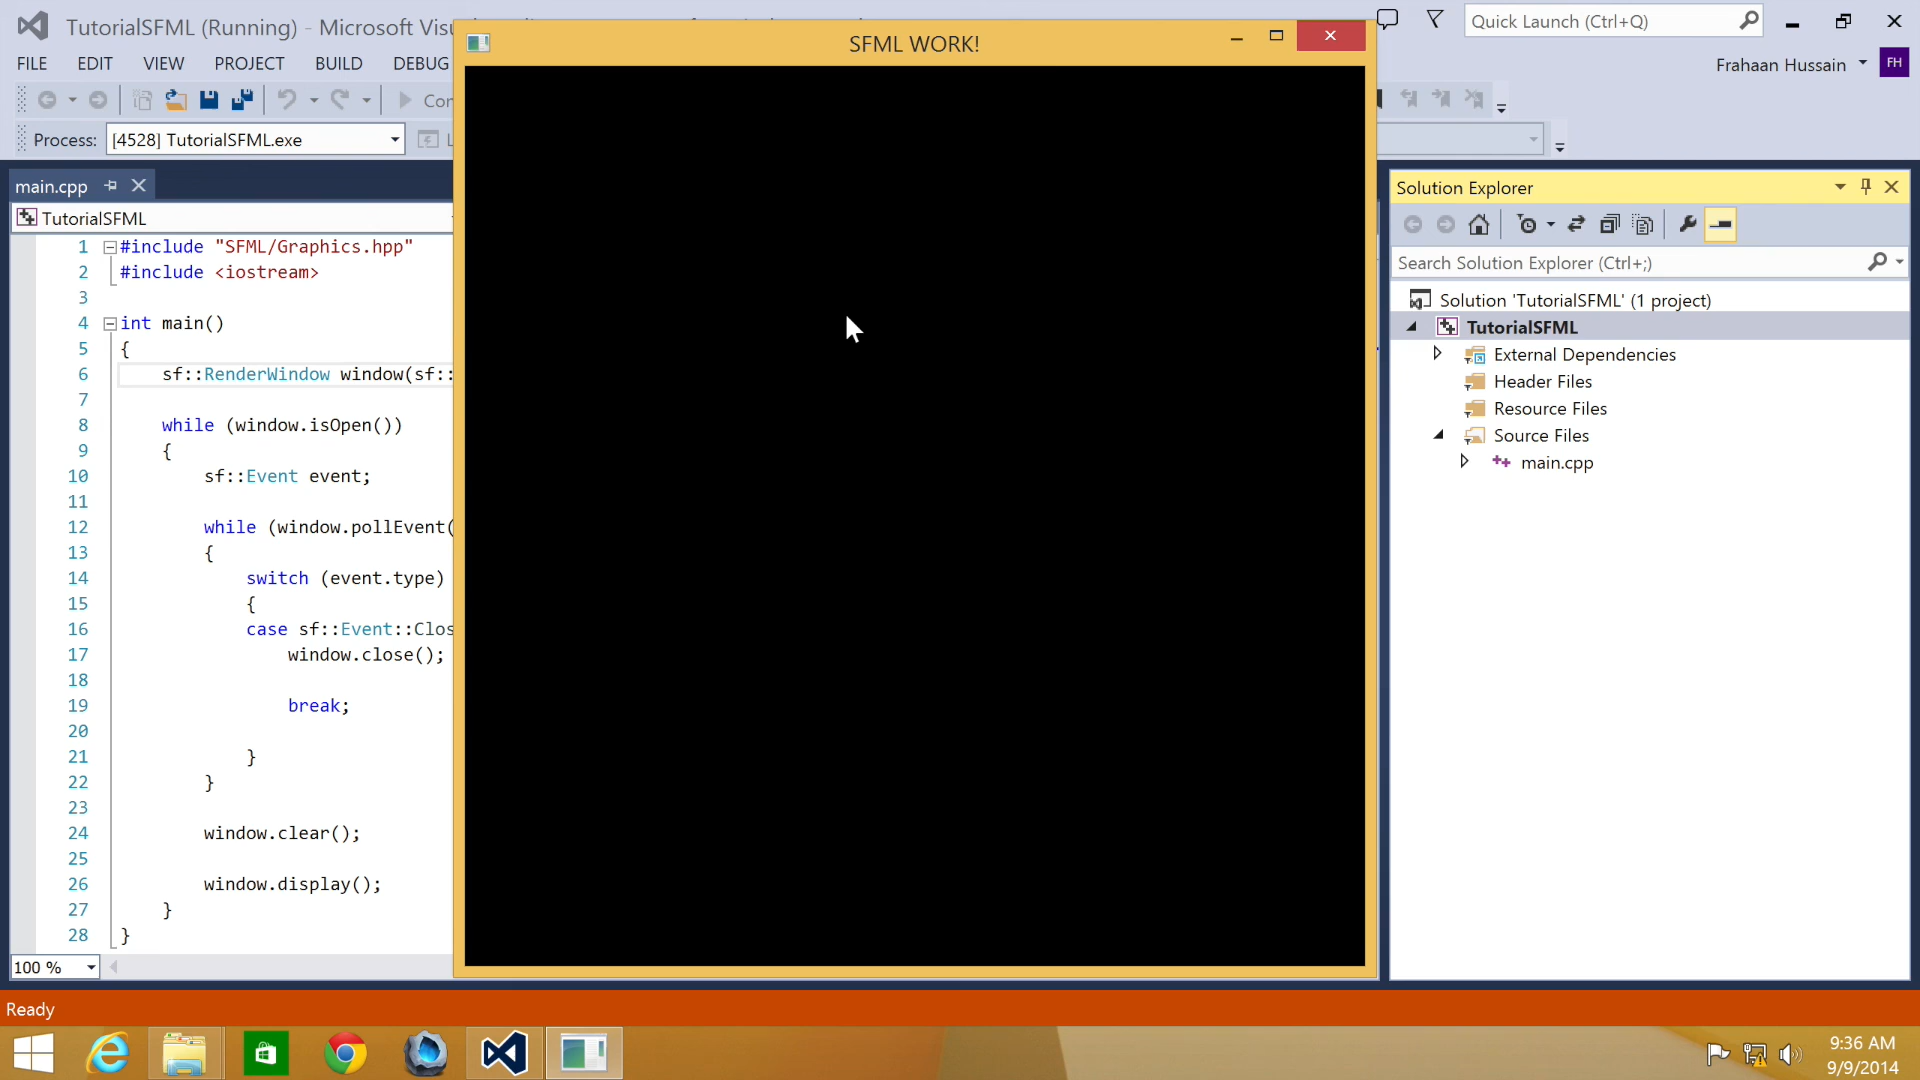 TutorialSFML (Running) - Microsoft Visu
SFML WORK!
Quick Launch (Ctrl+Q)
FILE EDIT VIEW PROJECT BUILD DEBUG
Frahaan Hussain FH
Con
Process: [4528] TutorialSFML.exe
main.cpp
TutorialSFML
1 #include "SFML/Graphics.hpp"
2 #include <iostream>
3
4 int main()
5 {
6 sf::RenderWindow window(sf::
7
8 while (window.isOpen())
9 {
10 sf::Event event;
11
12 while (window.pollEvent(
13 {
14 switch (event.type)
15 {
16 case sf::Event::Clos
17 window.close();
18
19 break;
20
21 }
22 }
23
24 window.clear();
25
26 window.display();
27 }
28 }
100 %
Solution Explorer
Search Solution Explorer (Ctrl+;)
Solution 'TutorialSFML' (1 project)
TutorialSFML
External Dependencies
Header Files
Resource Files
Source Files
main.cpp
Ready
9:36 AM
9/9/2014